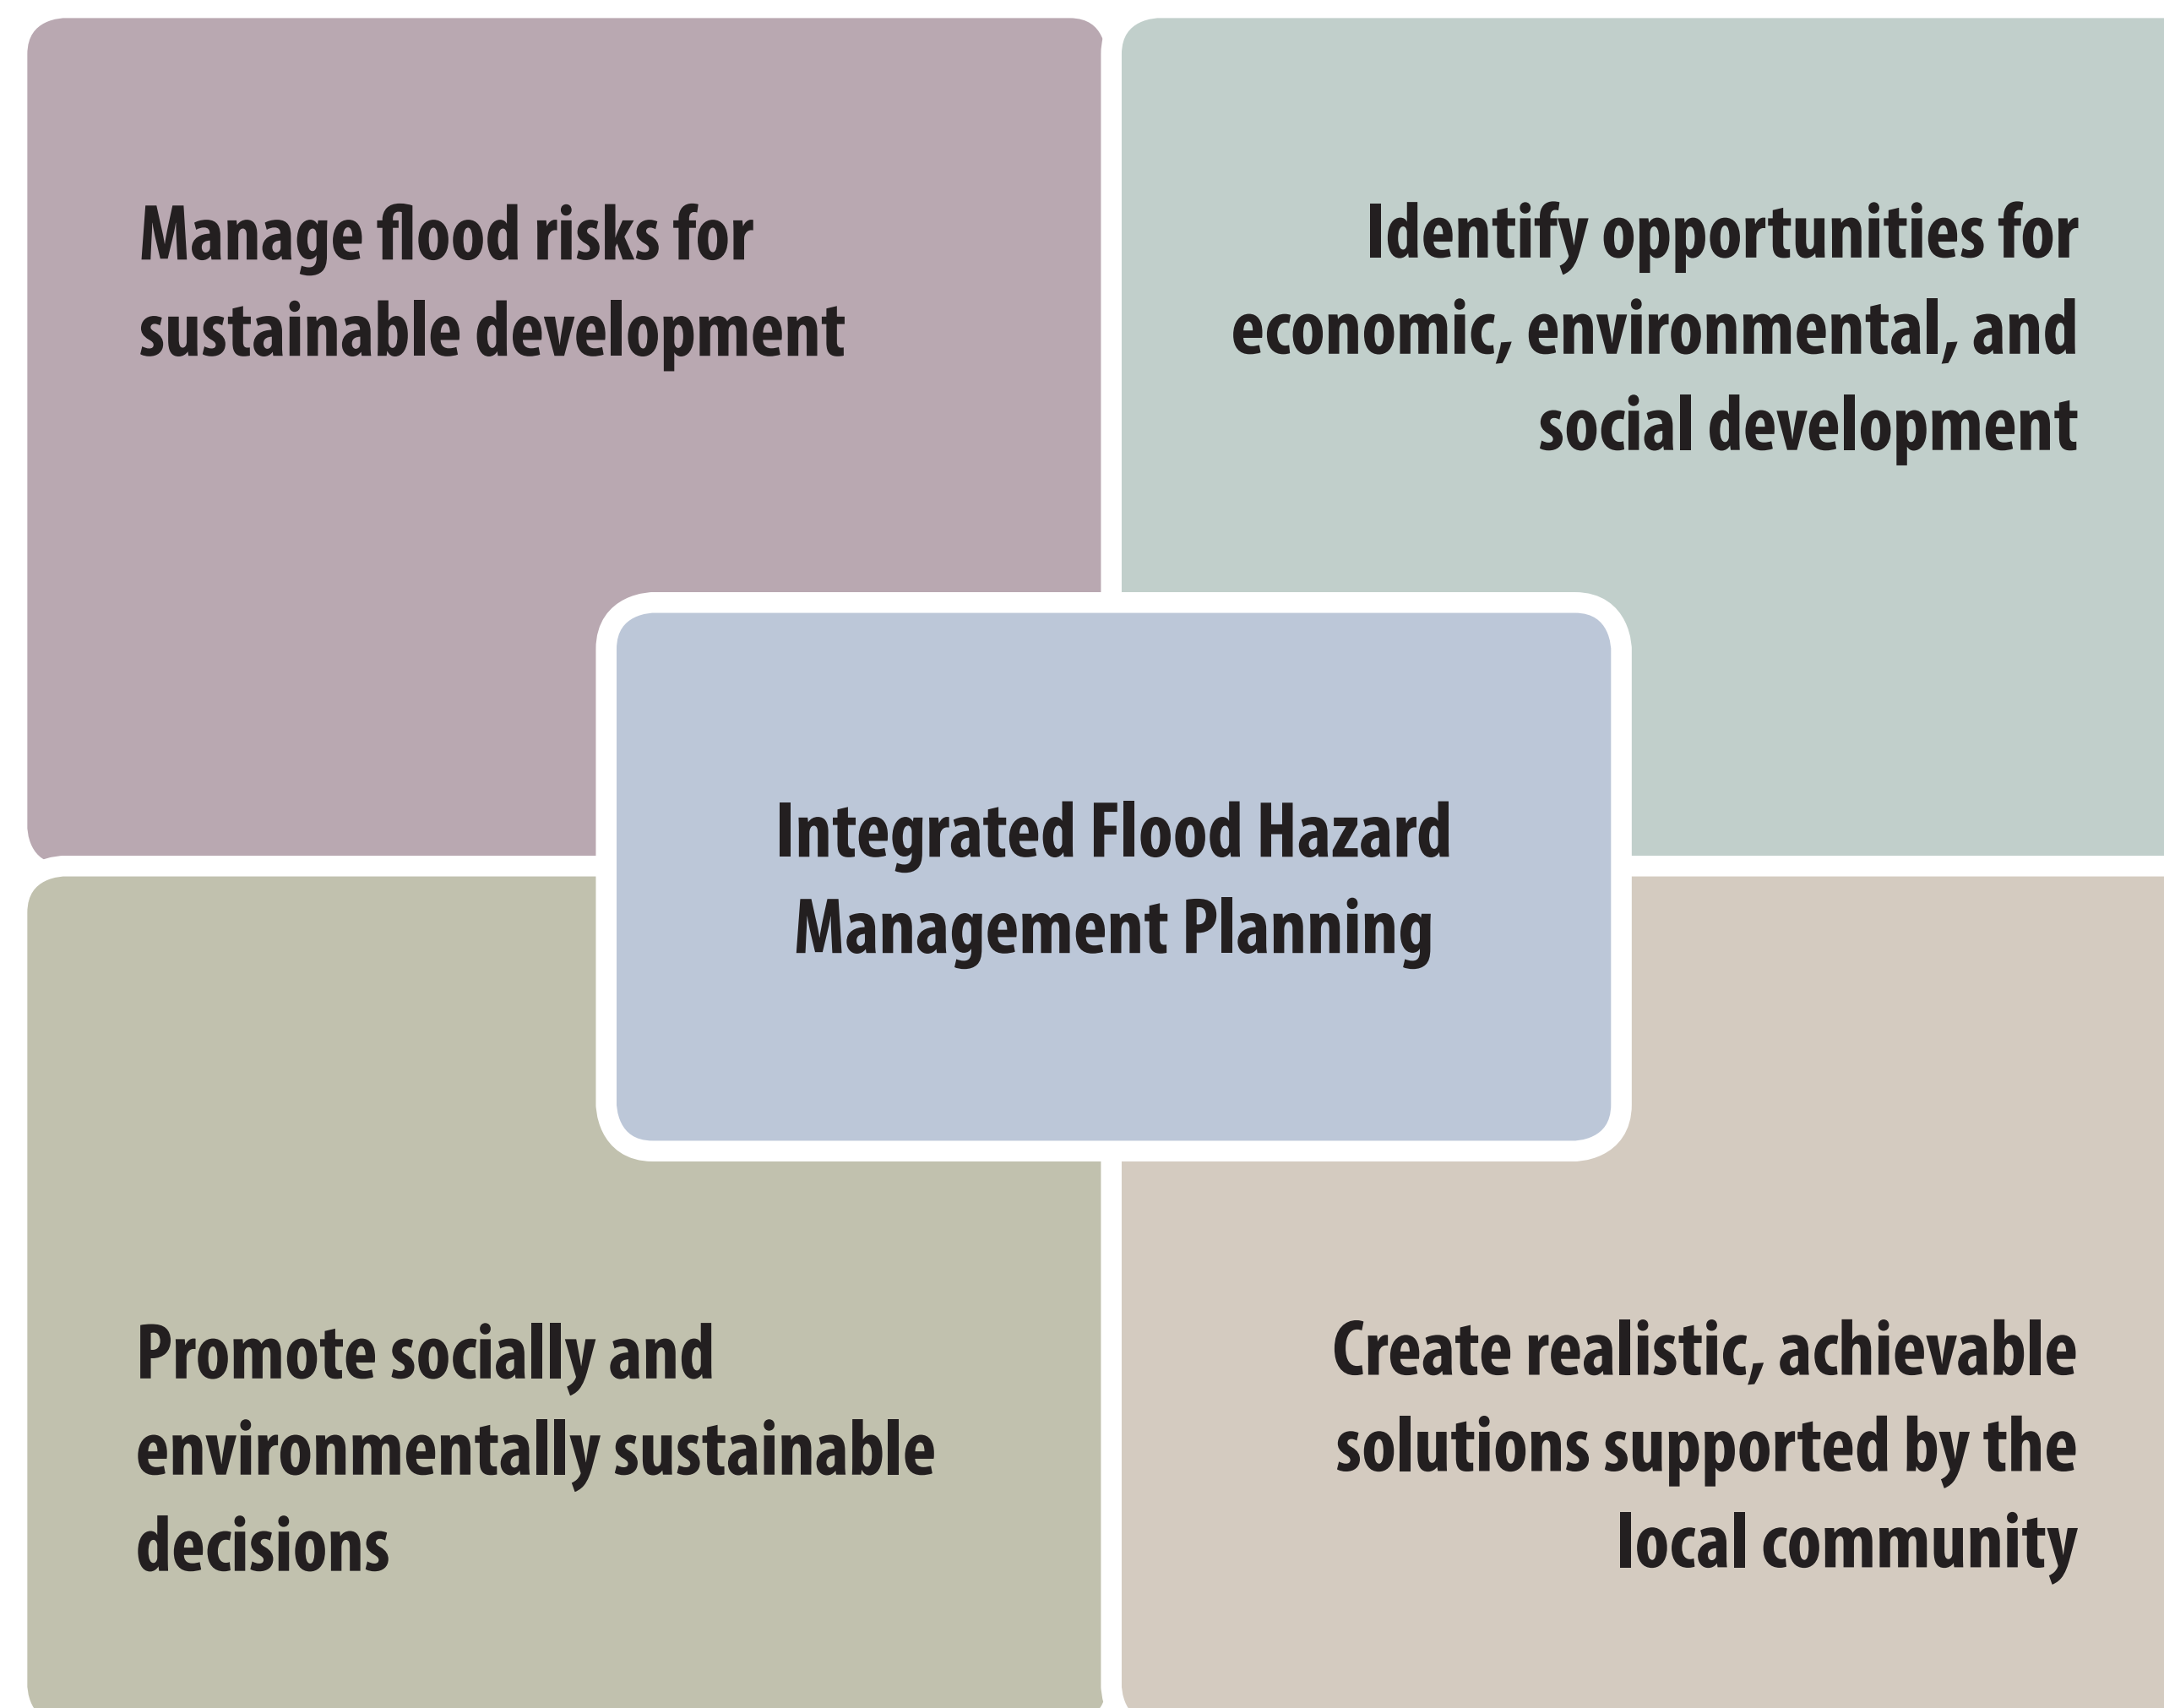 Manage flood risks for
sustainable development
Identify opportunities for
economic, environmental, and
social development
Integrated Flood Hazard
Management Planning
Promote socially and
environmentally sustainable
decisions
Create realistic, achievable
solutions supported by the
local community